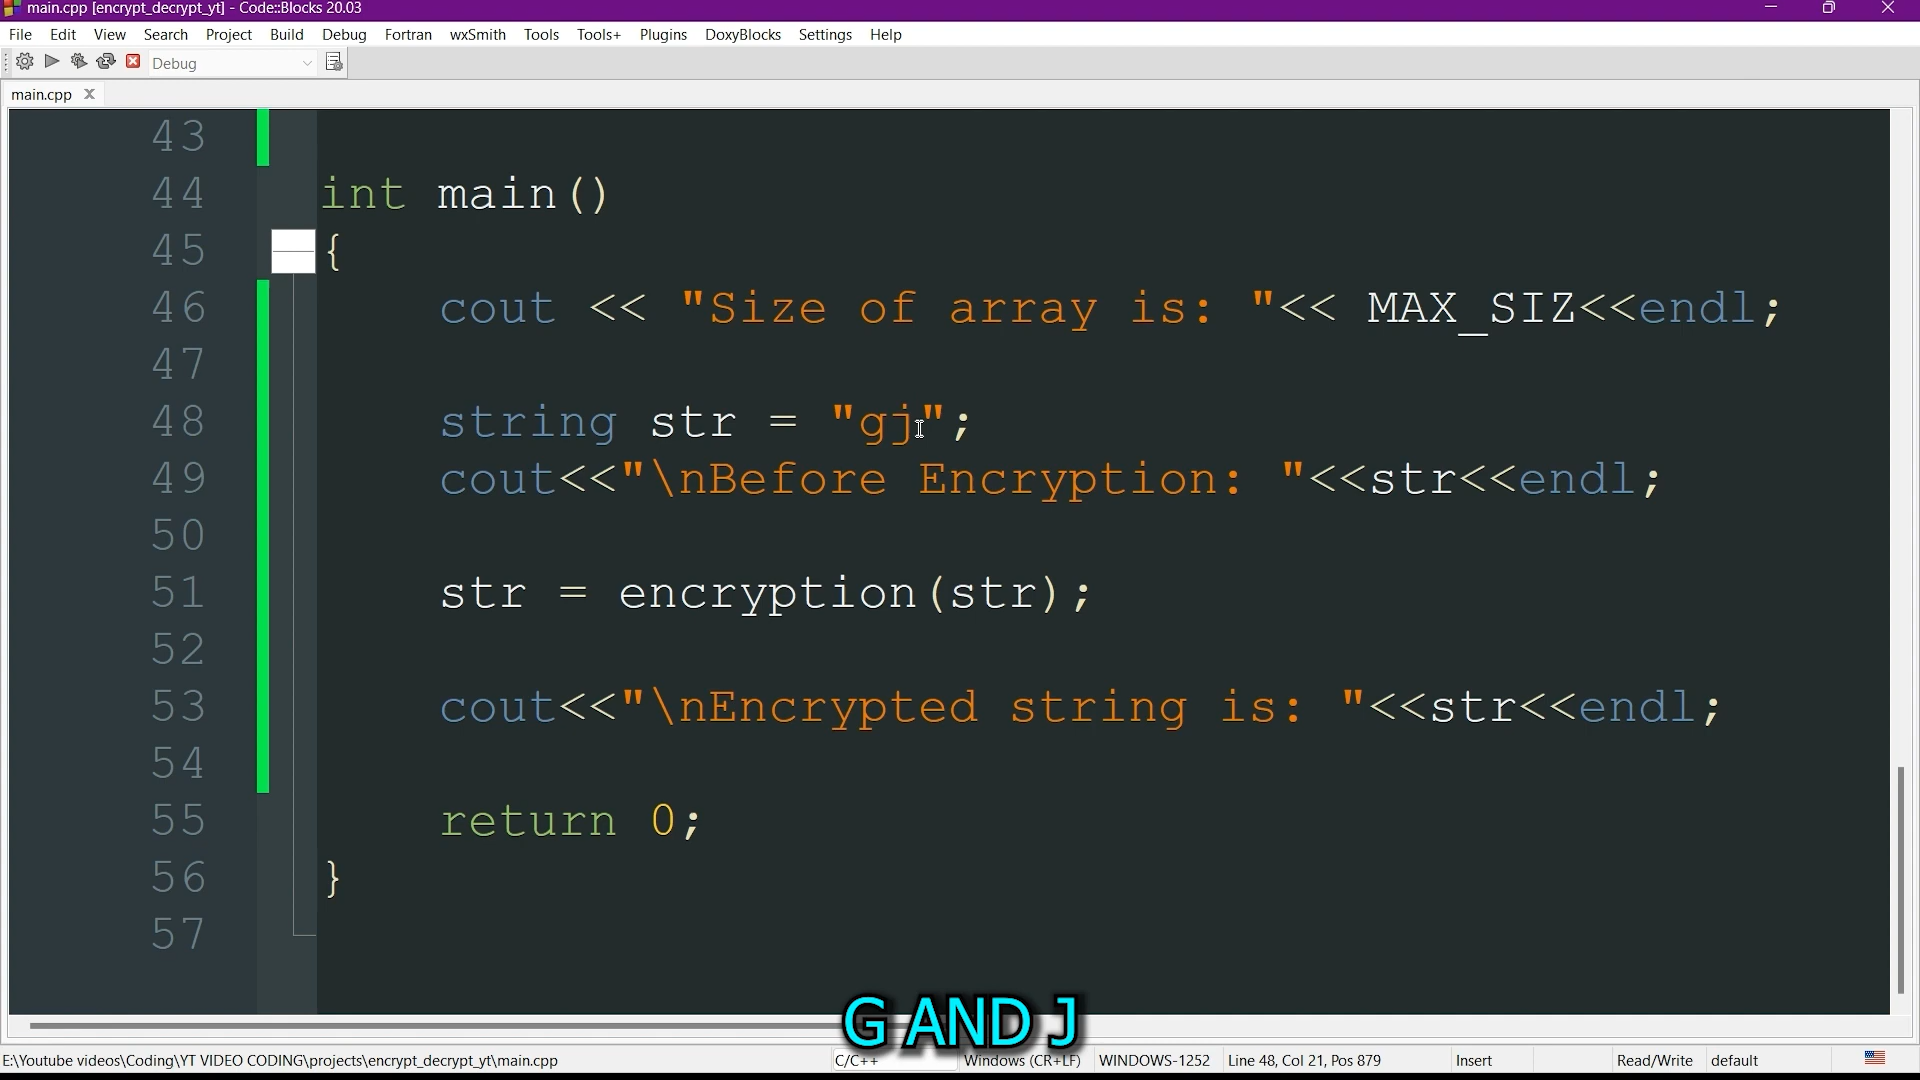 main.cpp [encrypt_decrypt_yt] - Code::Blocks 20.03
File Edit View Search Project Build Debug Fortran wxSmith Tools Tools+ Plugins DoxyBlocks Settings Help
Debug
main.cpp
43
44 int main()
45 {
46 cout << "Size of array is: "<< MAX_SIZ<<endl;
47
48 string str = "gj";
49 cout<<"\nBefore Encryption: "<<str<<endl;
50
51 str = encryption(str);
52
53 cout<<"\nEncrypted string is: "<<str<<endl;
54
55 return 0;
56 }
57
G AND J
E:\Youtube videos\Coding\YT VIDEO CODING\projects\encrypt_decrypt_yt\main.cpp C/C++ Windows (CR+LF) WINDOWS-1252 Line 48, Col 21, Pos 879 Insert Read/Write default